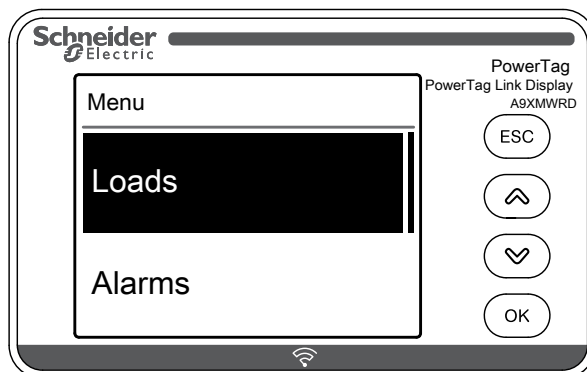 Schneider
Electric
PowerTag
PowerTag Link Display
A9XMWRD
Menu
Loads
Alarms
ESC
OK